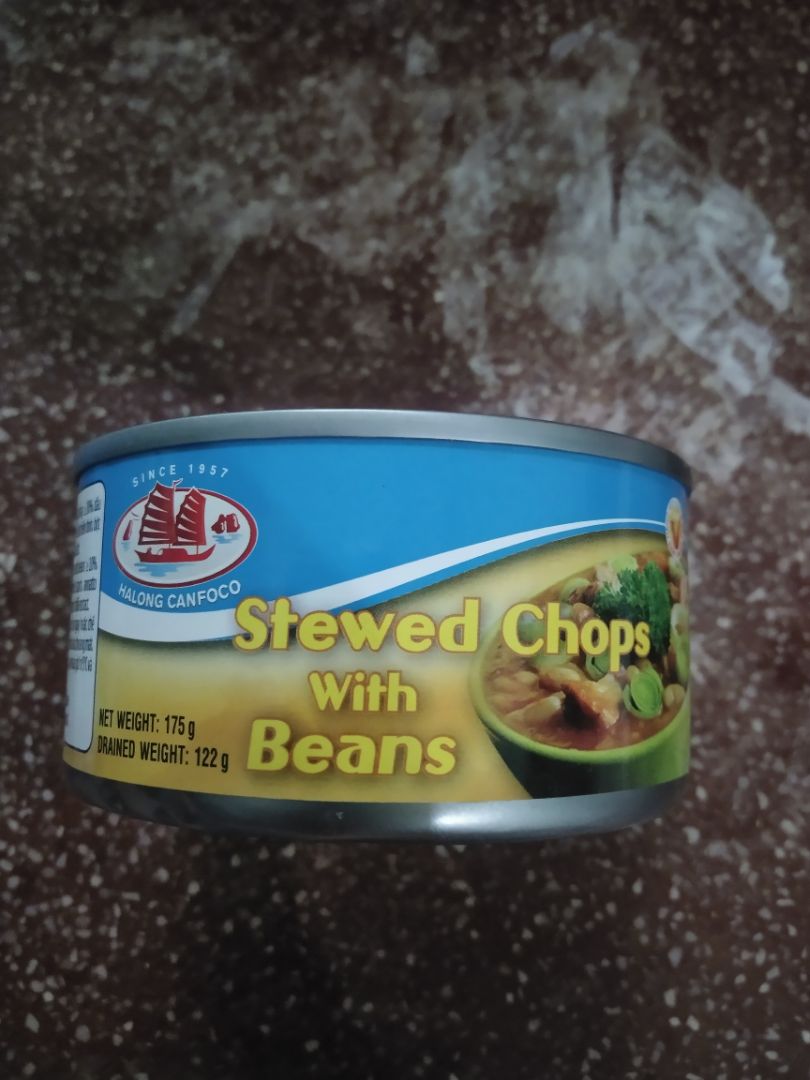 SINCE 1957
HALONG CANFOCO
Stewed Chops
With
Beans
NET WEIGHT: 175 g
DRAINED WEIGHT: 122 g